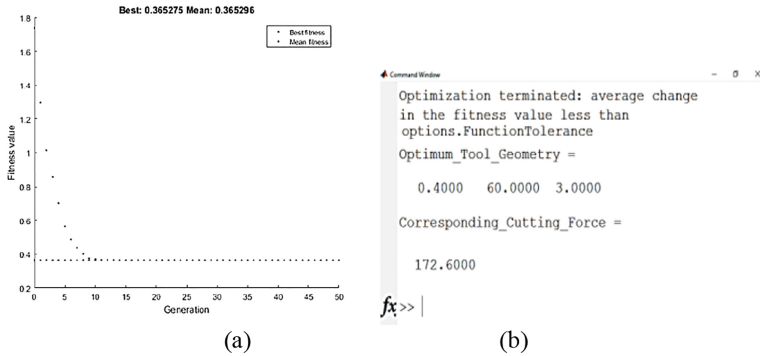 Best: 0.365275 Mean: 0.365296
1.8
1.6
1.4
1.2
1
0.8
0.6
0.4
0.2
Fitness value
Best fitness
Mean fitness
0 5 10 15 20 25 30 35 40 45 50
Generation
(a)
Command Window
Optimization terminated: average change
in the fitness value less than
options.FunctionTolerance
Optimum_Tool_Geometry =
0.4000 60.0000 3.0000
Corresponding_Cutting_Force =
172.6000
fx >>
(b)